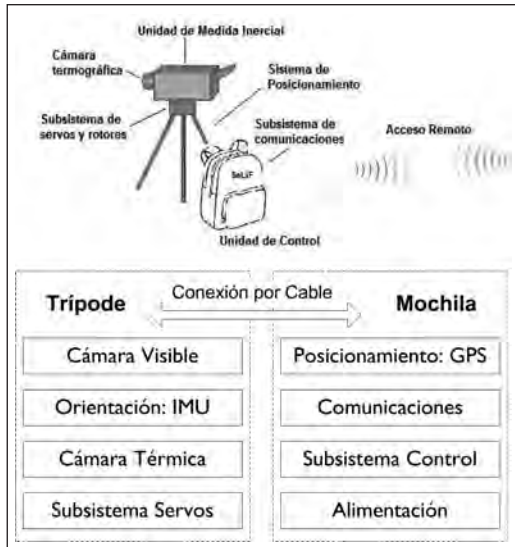 Unidad de Medida Inercial
Cámara
termográfica
Sistema de
Posicionamiento
Subsistema de
servos y rotores
Subsistema de
comunicaciones
Acceso Remoto
Unidad de Control
Trípode
Conexión por Cable
Mochila
Cámara Visible
Posicionamiento: GPS
Orientación: IMU
Comunicaciones
Cámara Térmica
Subsistema Control
Subsistema Servos
Alimentación